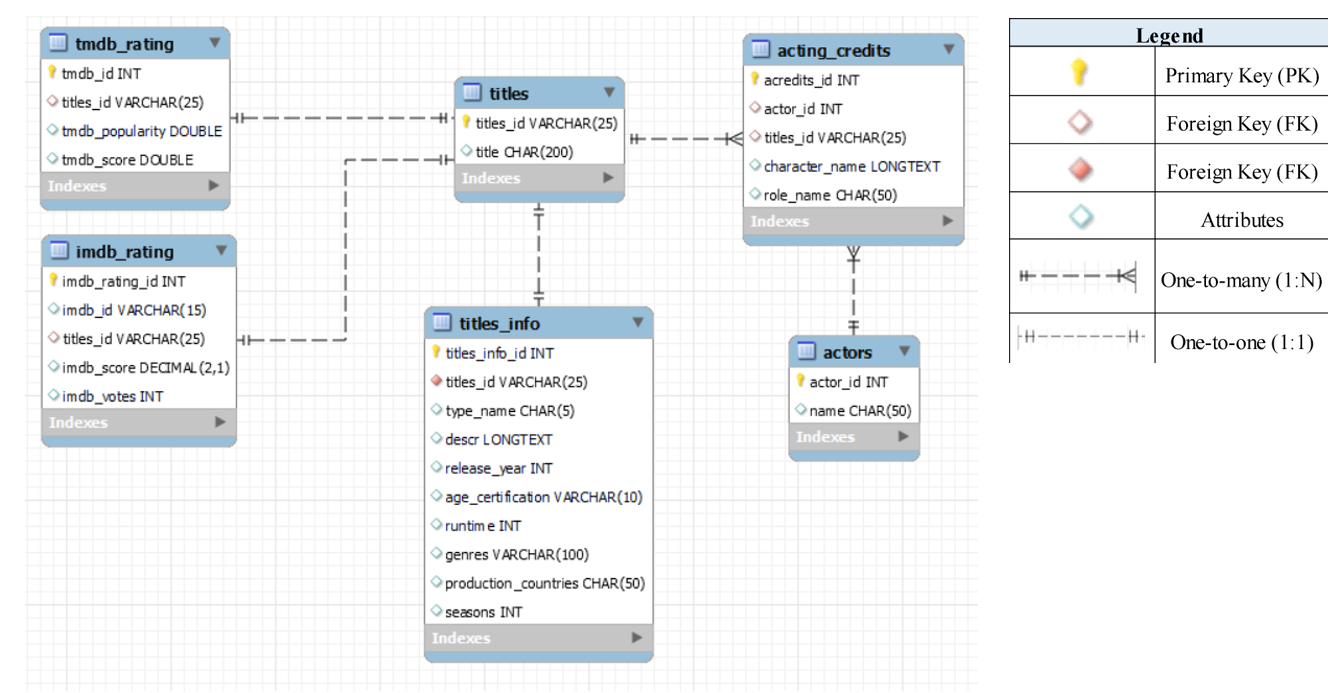 tmdb_rating
tmdb_id INT
titles_id VARCHAR(25)
tmdb_popularity DOUBLE
tmdb_score DOUBLE
Indexes
imdb_rating
imdb_rating_id INT
imdb_id VARCHAR(15)
titles_id VARCHAR(25)
imdb_score DECIMAL(2,1)
imdb_votes INT
Indexes
titles
titles_id VARCHAR(25)
title CHAR(200)
Indexes
titles_info
titles_info_id INT
titles_id VARCHAR(25)
type_name CHAR(5)
descr LONGTEXT
release_year INT
age_certification VARCHAR(10)
runtime INT
genres VARCHAR(100)
production_countries CHAR(50)
seasons INT
Indexes
acting_credits
acredits_id INT
actor_id INT
titles_id VARCHAR(25)
character_name LONGTEXT
role_name CHAR(50)
Indexes
actors
actor_id INT
name CHAR(50)
Indexes
Legend
Primary Key (PK)
Foreign Key (FK)
Foreign Key (FK)
Attributes
One-to-many (1:N)
One-to-one (1:1)